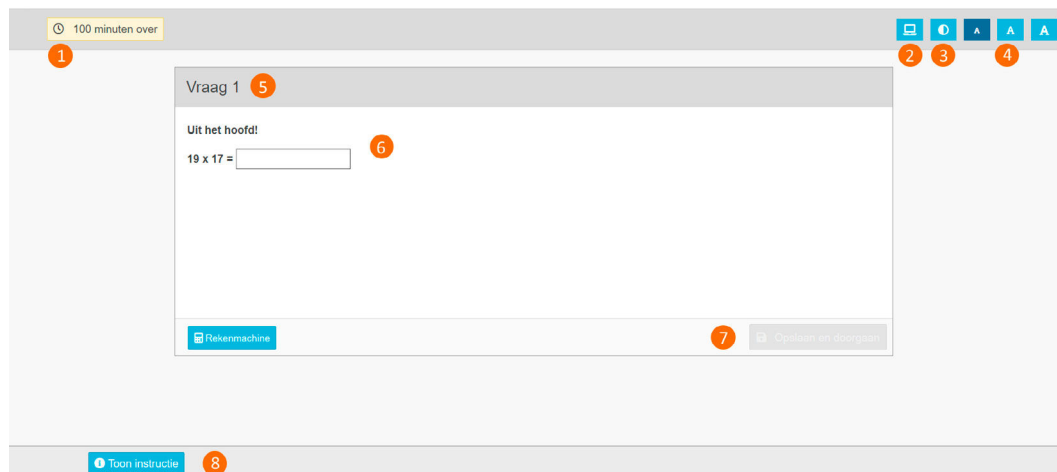 100 minuten over
A A A
1
2 3 4
Vraag 1 5
Uit het hoofd!
6
19 x 17 =
Rekenmachine
7 Opslaan en doorgaan
Toon instructie 8